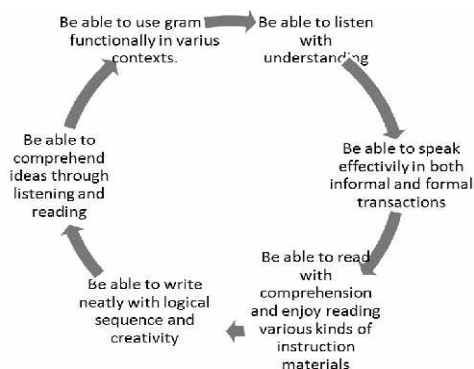 Be able to use gram
functionally in varius
contexts.
Be able to listen
with
understanding
Be able to speak
effectivily in both
informal and formal
transactions
Be able to read
with
comprehension
and enjoy reading
various kinds of
instruction
materials
Be able to write
neatly with logical
sequence and
creativity
Be able to
comprehend
ideas through
listening and
reading